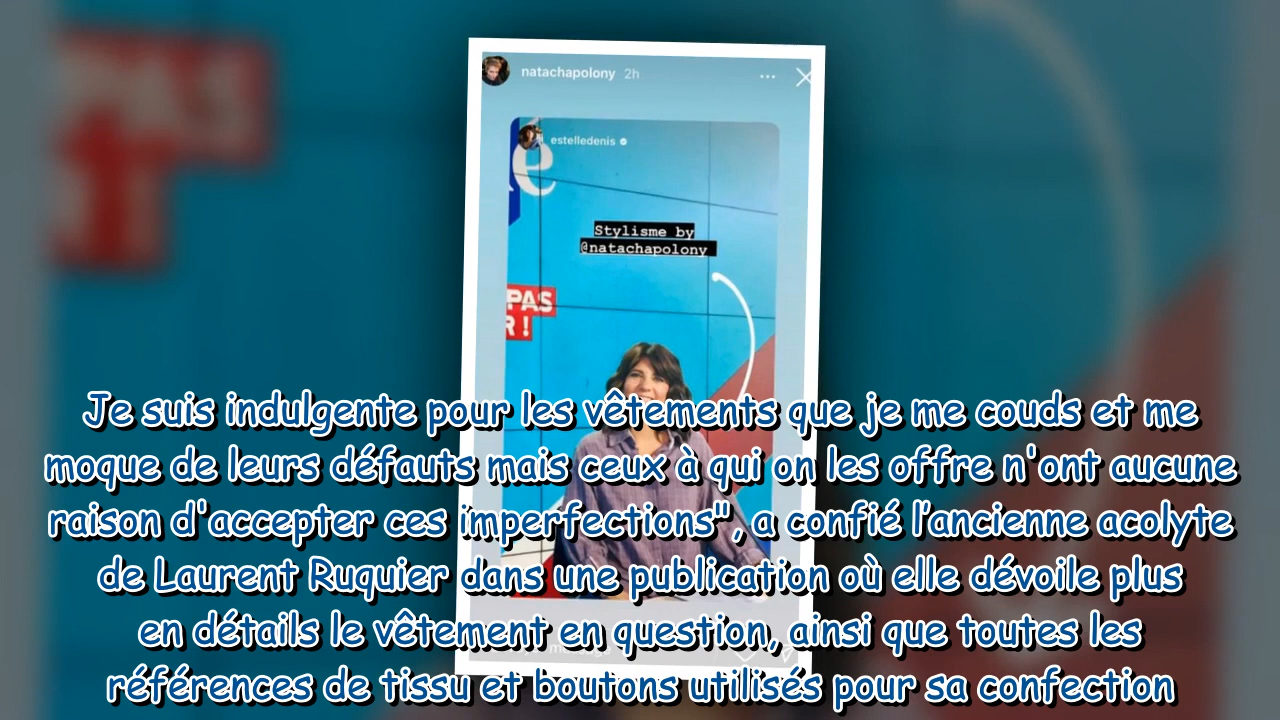 natachapolony 2h
estelledenis
e
Stylisme by
@natachapolony
PAS
R !
Je suis indulgente pour les vêtements que je me couds et me
moque de leurs défauts mais ceux à qui on les offre n'ont aucune
raison d'accepter ces imperfections", a confié l’ancienne acolyte
de Laurent Ruquier dans une publication où elle dévoile plus
en détails le vêtement en question, ainsi que toutes les
références de tissu et boutons utilisés pour sa confection